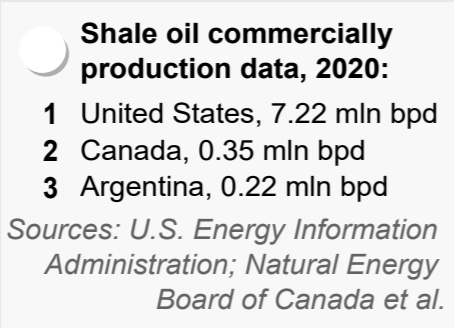 Shale oil commercially
production data, 2020:
1 United States, 7.22 mln bpd
2 Canada, 0.35 mln bpd
3 Argentina, 0.22 mln bpd
Sources: U.S. Energy Information
Administration; Natural Energy
Board of Canada et al.